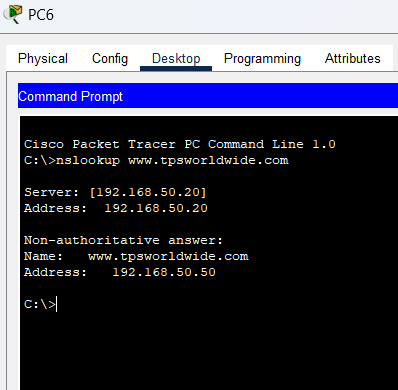 PC6
Physical Config Desktop Programming Attributes
Command Prompt
Cisco Packet Tracer PC Command Line 1.0
C:\>nslookup www.tpsworldwide.com
Server: [192.168.50.20]
Address:  192.168.50.20
Non-authoritative answer:
Name:   www.tpsworldwide.com
Address:   192.168.50.50
C:\>